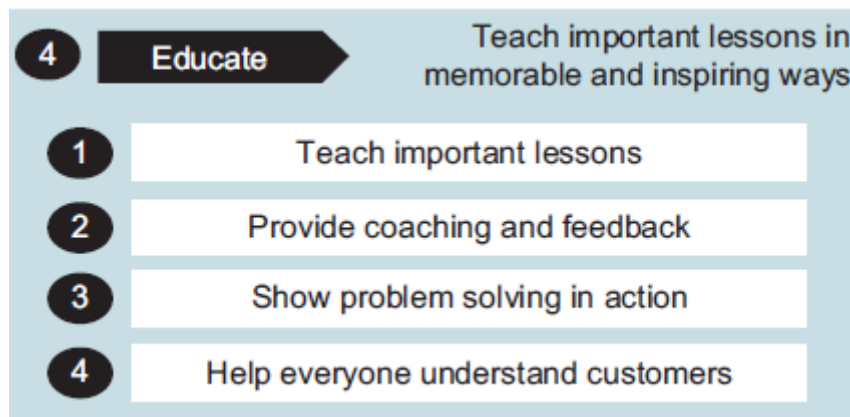 4 Educate
Teach important lessons in
memorable and inspiring ways
1 Teach important lessons
2 Provide coaching and feedback
3 Show problem solving in action
4 Help everyone understand customers